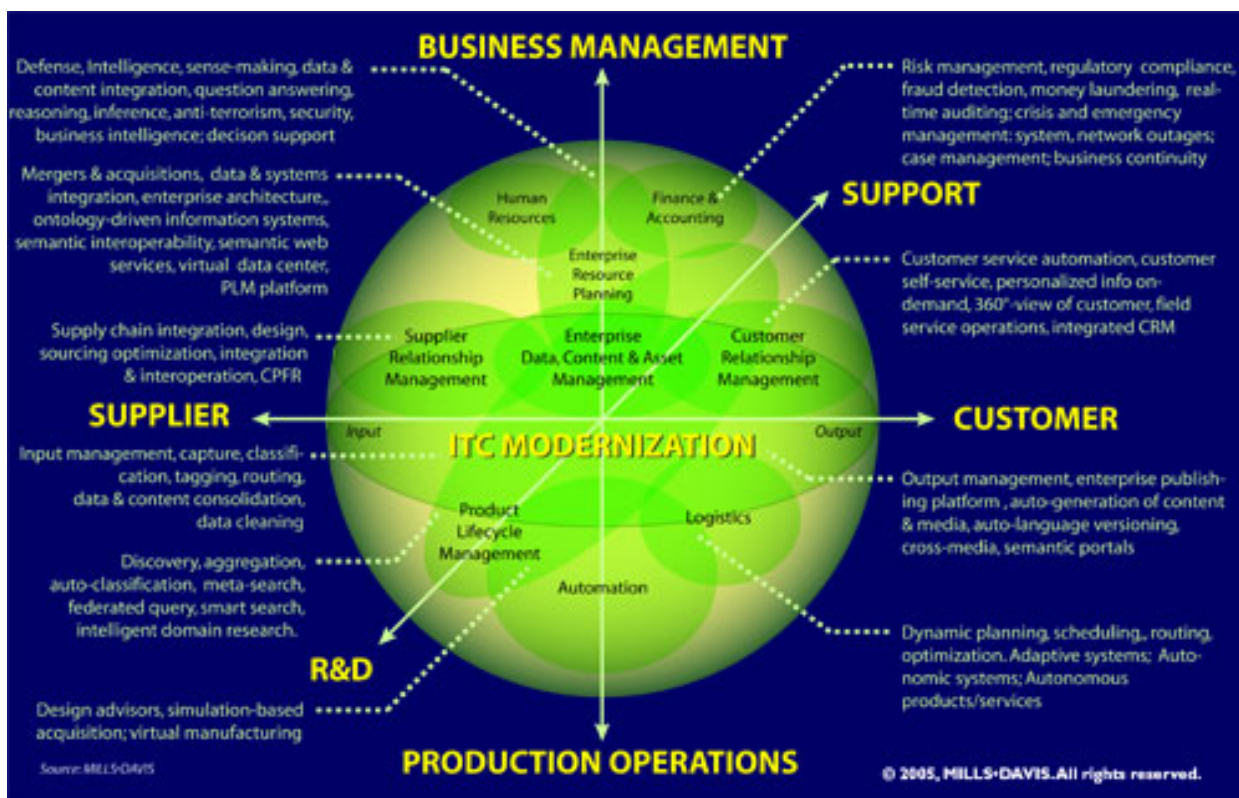 BUSINESS MANAGEMENT
Defense, Intelligence, sense-making, data &
content integration, question answering,
reasoning, inference, anti-terrorism, security,
business intelligence; decison support
Risk management, regulatory compliance,
fraud detection, money laundering, real-
time auditing; crisis and emergency
management: system, network outages;
case management; business continuity
Mergers & acquisitions, data & systems
integration, enterprise architecture,,
ontology-driven information systems,
semantic interoperability, semantic web
services, virtual data center,
PLM platform
Human
Resources
Finance &
Accounting
SUPPORT
Enterprise
Resource
Planning
Customer service automation, customer
self-service, personalized info on-
demand, 360°-view of customer, field
service operations, integrated CRM
Supply chain integration, design,
sourcing optimization, integration
& interoperation, CPFR
Supplier
Relationship
Management
Enterprise
Data, Content & Asset
Management
Customer
Relationship
Management
SUPPLIER
CUSTOMER
Input
Output
ITC MODERNIZATION
Input management, capture, classifi-
cation, tagging, routing,
data & content consolidation,
data cleaning
Output management, enterprise publish-
ing platform , auto-generation of content
& media, auto-language versioning,
cross-media, semantic portals
Product
Lifecycle
Management
Logistics
Discovery, aggregation,
auto-classification, meta-search,
federated query, smart search,
intelligent domain research.
Automation
Dynamic planning, scheduling,, routing,
optimization. Adaptive systems; Auto-
nomic systems; Autonomous
products/services
R&D
Design advisors, simulation-based
acquisition; virtual manufacturing
PRODUCTION OPERATIONS
Source: MILLS•DAVIS
© 2005, MILLS•DAVIS. All rights reserved.